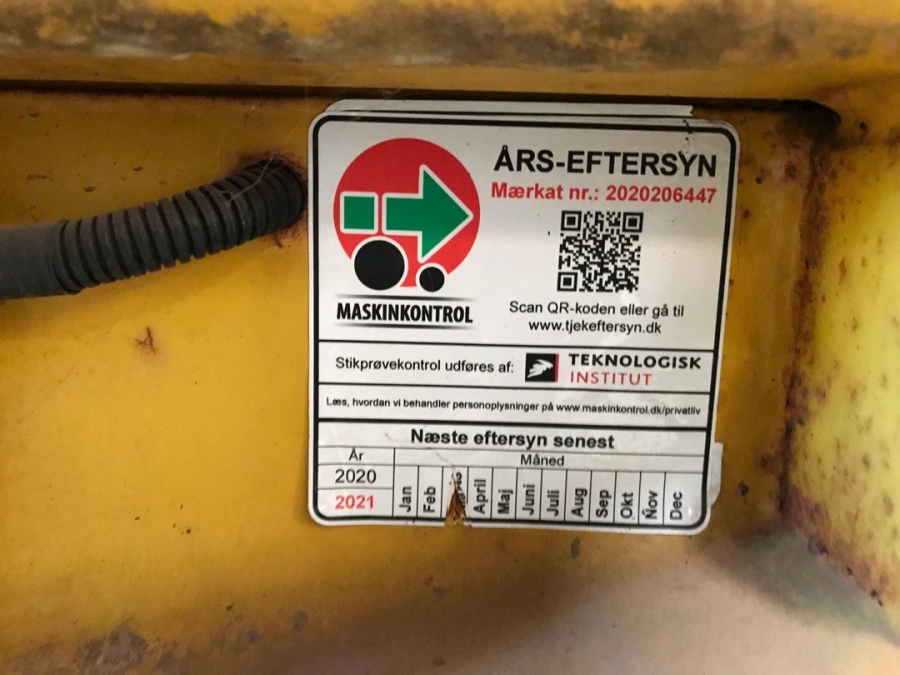 ÅRS-EFTERSYN
Mærkat nr.: 2020206447
MASKINKONTROL
Scan QR-koden eller gå til
www.tjekeftersyn.dk
Stikprøvekontrol udføres af:
TEKNOLOGISK
INSTITUT
Læs, hvordan vi behandler personoplysninger på www.maskinkontrol.dk/privatliv
Næste eftersyn senest
År
Måned
2020
2021
Jan
Feb
April
Maj
Juni
Juli
Aug
Sep
Okt
Nov
Dec